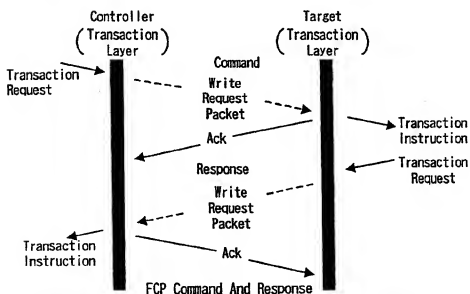 Controller
(Transaction Layer)
Target
(Transaction Layer)
Transaction
Request
Command
Write
Request
Packet
Ack
Transaction
Instruction
Response
Transaction
Request
Write
Request
Packet
Transaction
Instruction
Ack
FCP Command And Response